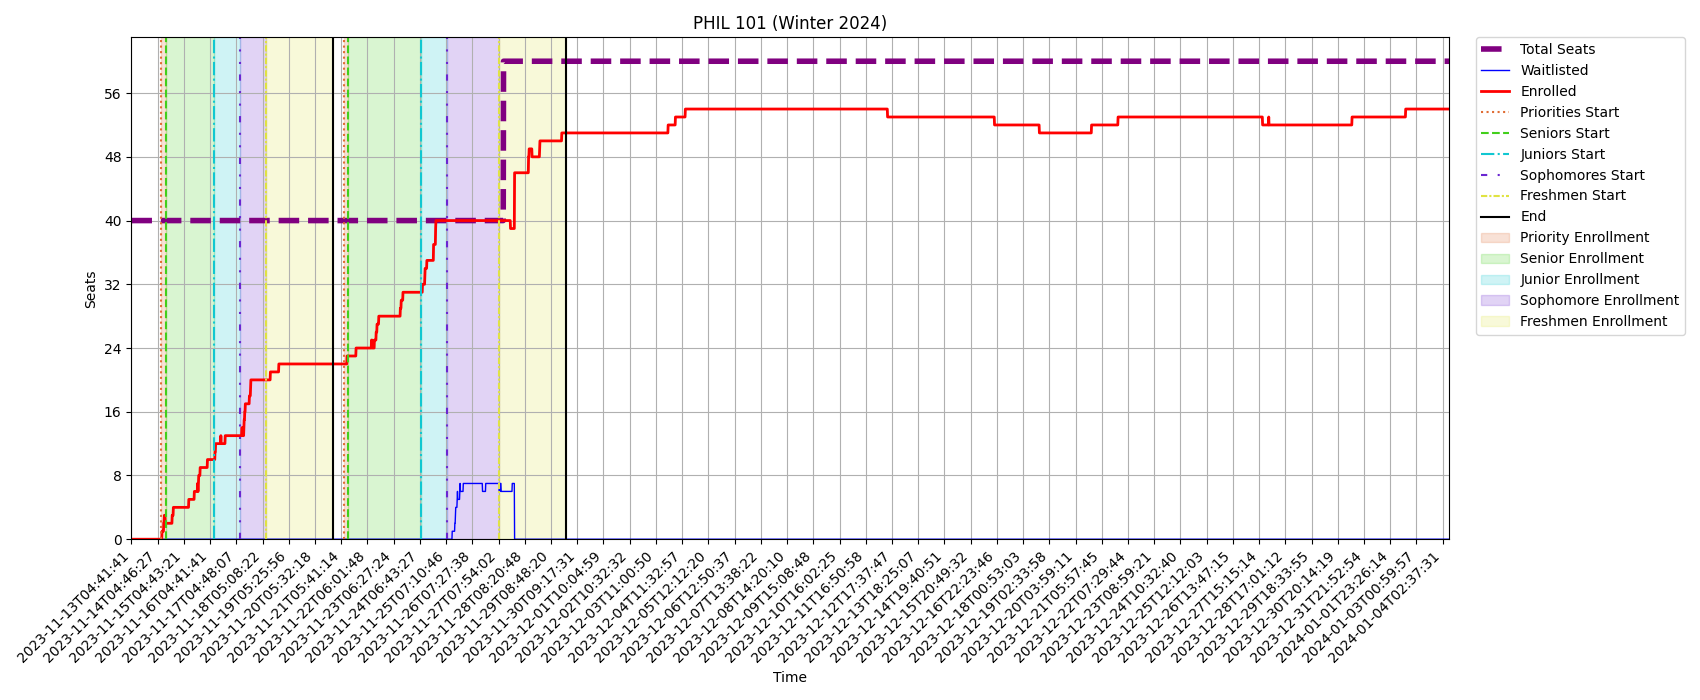 PHIL 101 (Winter 2024)
Seats
56
48
40
32
24
16
8
0
2023-11-13T04:41:41
2023-11-14T04:46:27
2023-11-15T04:43:21
2023-11-16T04:41:41
2023-11-17T04:48:07
2023-11-18T05:08:22
2023-11-19T05:25:56
2023-11-20T05:32:18
2023-11-21T05:41:14
2023-11-22T06:01:48
2023-11-23T06:27:24
2023-11-24T06:43:27
2023-11-25T07:10:46
2023-11-26T07:27:38
2023-11-27T07:54:02
2023-11-28T08:20:48
2023-11-29T08:48:20
2023-11-30T09:17:31
2023-12-01T10:04:59
2023-12-02T10:32:32
2023-12-03T11:00:50
2023-12-04T11:32:57
2023-12-05T12:12:20
2023-12-06T12:50:37
2023-12-07T13:38:22
2023-12-08T14:20:10
2023-12-09T15:08:48
2023-12-10T16:02:25
2023-12-11T16:50:58
2023-12-12T17:37:47
2023-12-13T18:25:07
2023-12-14T19:40:51
2023-12-15T20:49:32
2023-12-16T22:23:46
2023-12-18T00:53:03
2023-12-19T02:33:58
2023-12-20T03:59:11
2023-12-21T05:57:45
2023-12-22T07:29:44
2023-12-23T08:59:21
2023-12-24T10:32:40
2023-12-25T12:12:03
2023-12-26T13:47:15
2023-12-27T15:15:14
2023-12-28T17:01:12
2023-12-29T18:33:55
2023-12-30T20:14:19
2023-12-31T21:52:54
2024-01-01T23:26:14
2024-01-03T00:59:57
2024-01-04T02:37:31
Time
Total Seats
Waitlisted
Enrolled
Priorities Start
Seniors Start
Juniors Start
Sophomores Start
Freshmen Start
End
Priority Enrollment
Senior Enrollment
Junior Enrollment
Sophomore Enrollment
Freshmen Enrollment